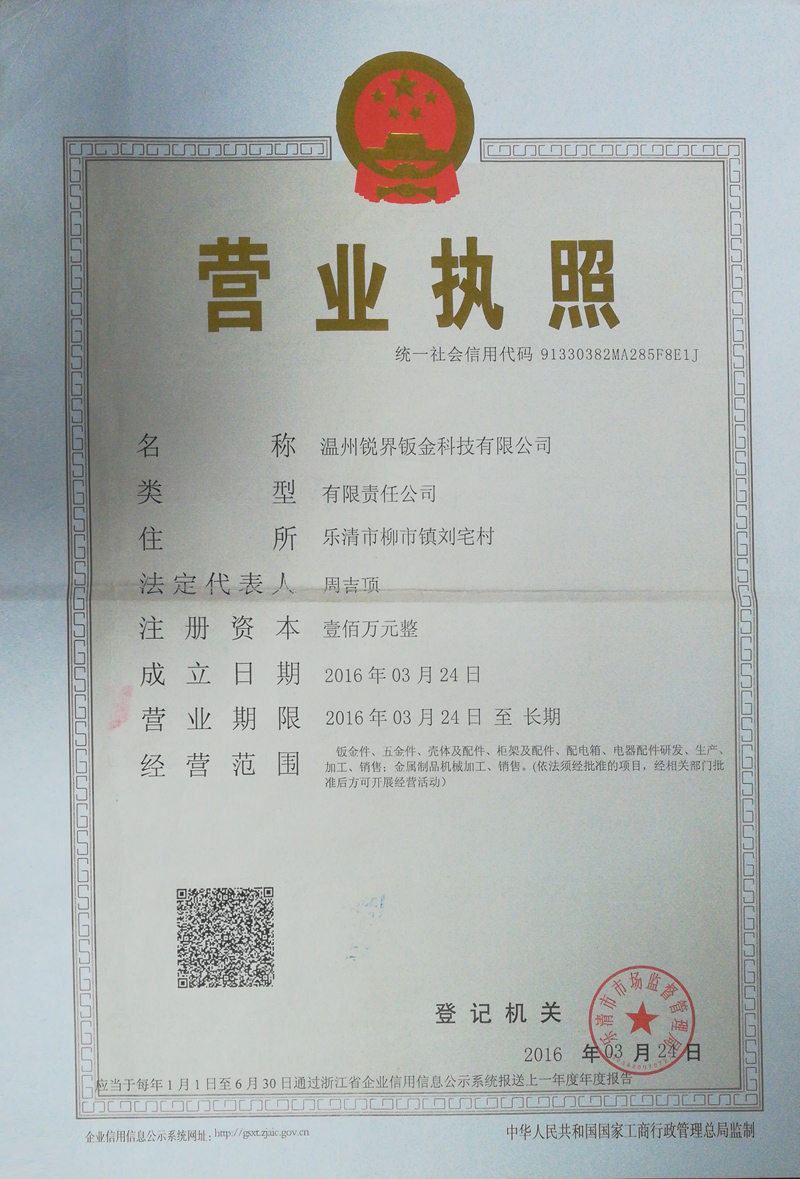 营业执照
统一社会信用代码 91330382MA285F8E1J
名称 温州锐界钣金科技有限公司
类型 有限责任公司
住所 乐清市柳市镇刘宅村
法定代表人 周吉顶
注册资本 壹佰万元整
成立日期 2016年03月24日
营业期限 2016年03月24日 至 长期
经营范围 钣金件、五金件、壳体及配件、柜架及配件、配电箱、电器配件研发、生产、
加工、销售；金属制品机械加工、销售。(依法须经批准的项目，经相关部门批
准后方可开展经营活动)
登记机关
乐清市市场监督管理局
2016 年03 月 24 日
应当于每年1月1日至6月30日通过浙江省企业信用信息公示系统报送上一年度年度报告
企业信用信息公示系统网址：http://gsxt.zjaic.gov.cn
中华人民共和国国家工商行政管理总局监制